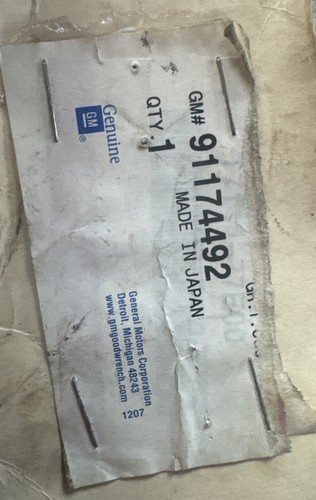 GM# 91174492
QTY. 1
MADE IN JAPAN
Genuine
GM
®
General Motors Corporation
Detroit, Michigan 48243
www.gmgoodwrench.com
1207